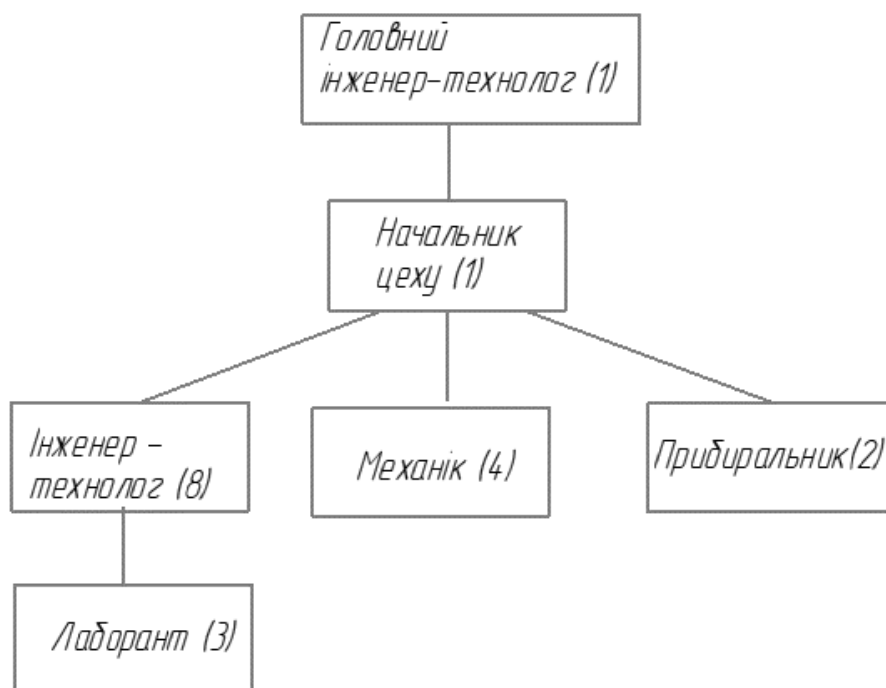 Головний
інженер-технолог (1)
Начальник
цеху (1)
Інженер -
технолог (8)
Механік (4)
Прибиральник(2)
Лаборант (3)